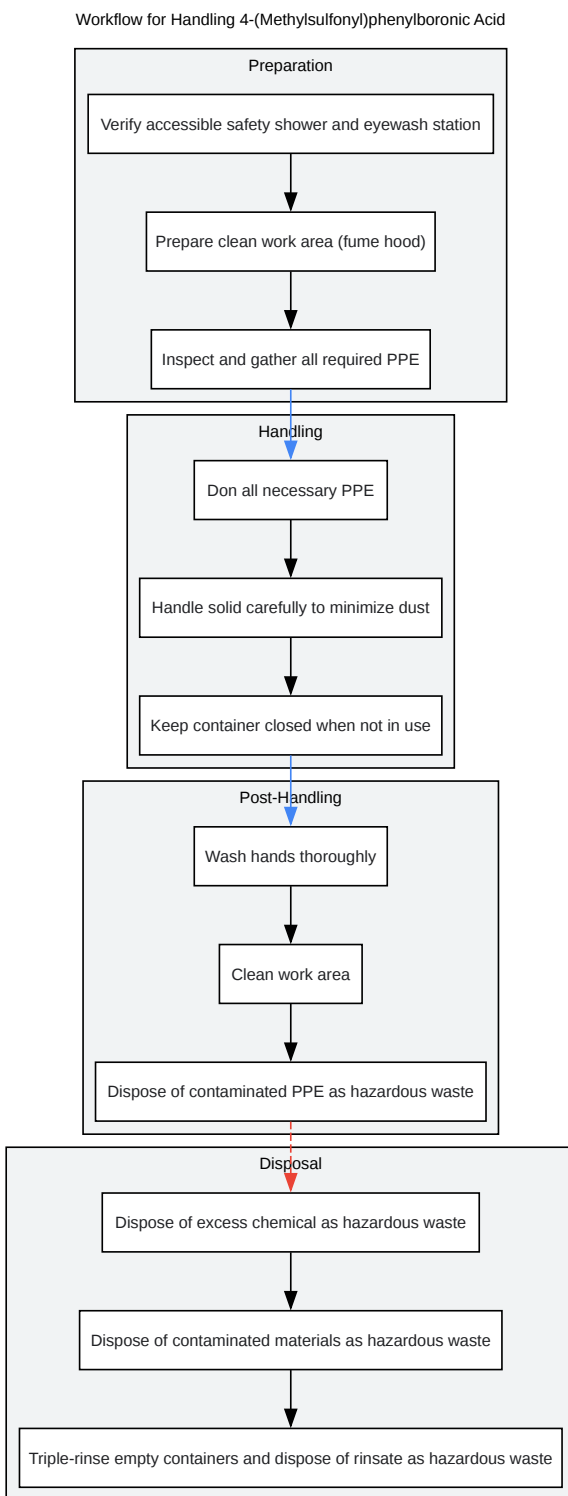 Workflow for Handling 4-(Methylsulfonyl)phenylboronic Acid
Preparation
Verify accessible safety shower and eyewash station
Prepare clean work area (fume hood)
Inspect and gather all required PPE
Handling
Don all necessary PPE
Handle solid carefully to minimize dust
Keep container closed when not in use
Post-Handling
Wash hands thoroughly
Clean work area
Dispose of contaminated PPE as hazardous waste
Disposal
Dispose of excess chemical as hazardous waste
Dispose of contaminated materials as hazardous waste
Triple-rinse empty containers and dispose of rinsate as hazardous waste